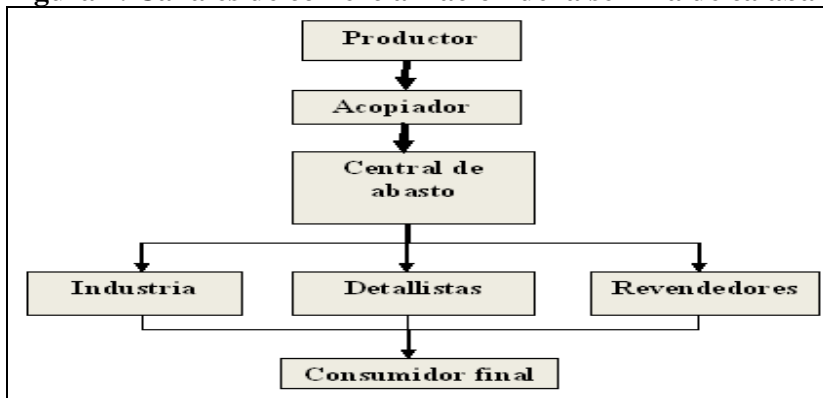 Productor
Acopiador
Central de
abasto
Industria
Detallistas
Revendedores
Consumidor final